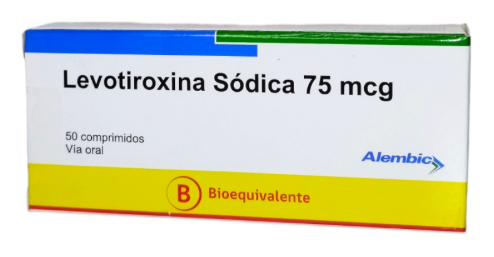 Levotiroxina Sódica 75 mcg
50 comprimidos
Vía oral
Alembic
B Bioequivalente